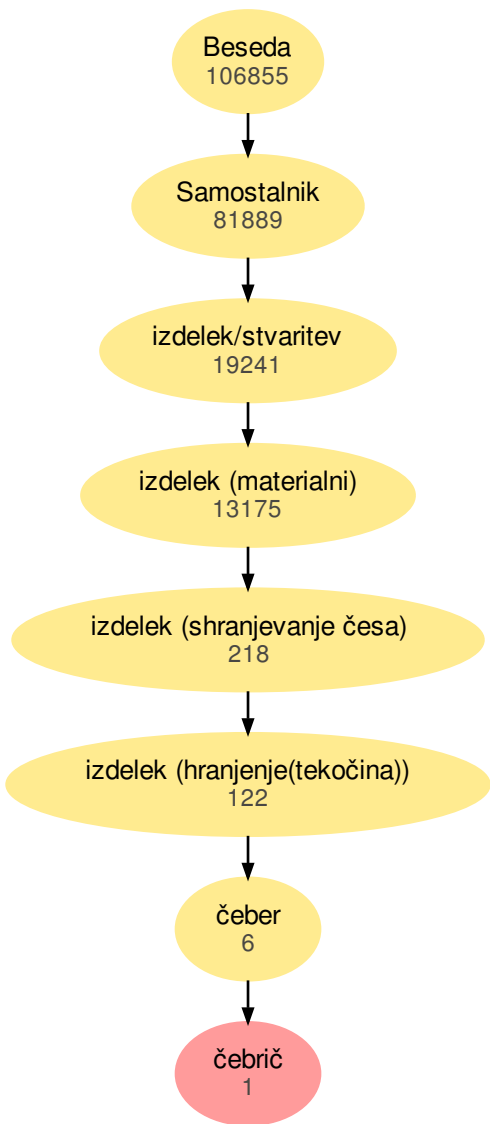 Beseda
106855
Samostalnik
81889
izdelek/stvaritev
19241
izdelek (materialni)
13175
izdelek (shranjevanje česa)
218
izdelek (hranjenje(tekočina))
122
čeber
6
čebrič
1